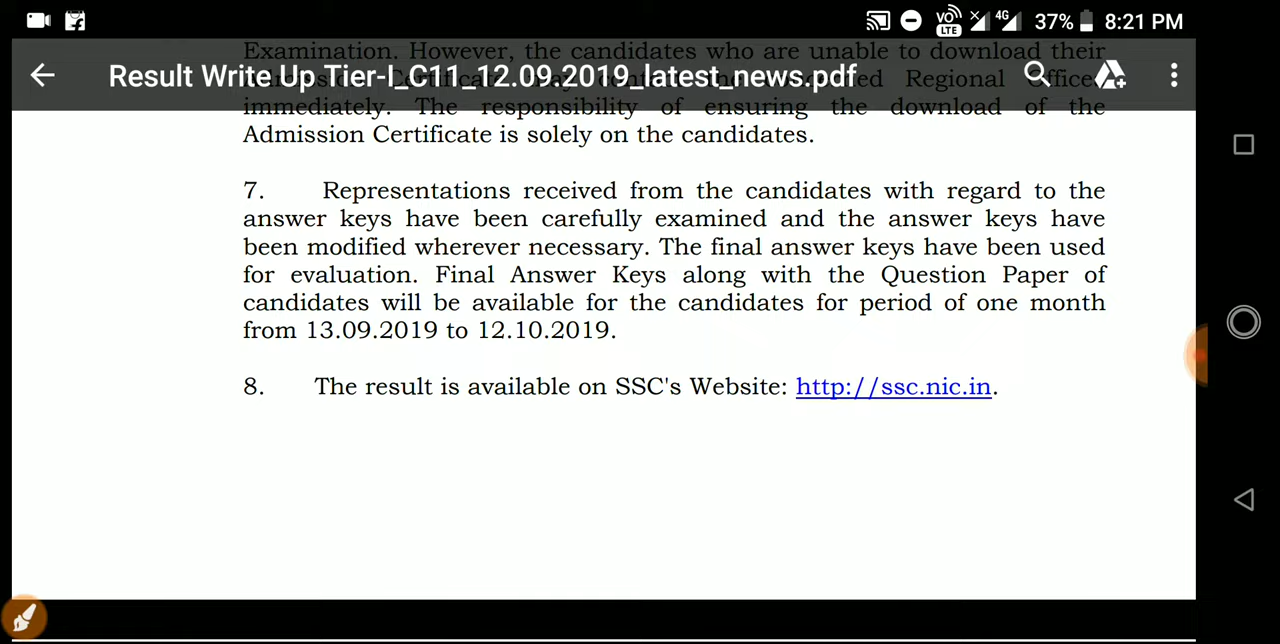 VO LTE 4G 37% 8:21 PM
Examination. However, the candidates who are unable to download their
Result Write Up Tier-I_C11_12.09.2019_latest_news.pdf
immediately. The responsibility of ensuring the download of the
Admission Certificate is solely on the candidates.
7. Representations received from the candidates with regard to the
answer keys have been carefully examined and the answer keys have
been modified wherever necessary. The final answer keys have been used
for evaluation. Final Answer Keys along with the Question Paper of
candidates will be available for the candidates for period of one month
from 13.09.2019 to 12.10.2019.
8. The result is available on SSC's Website: http://ssc.nic.in.